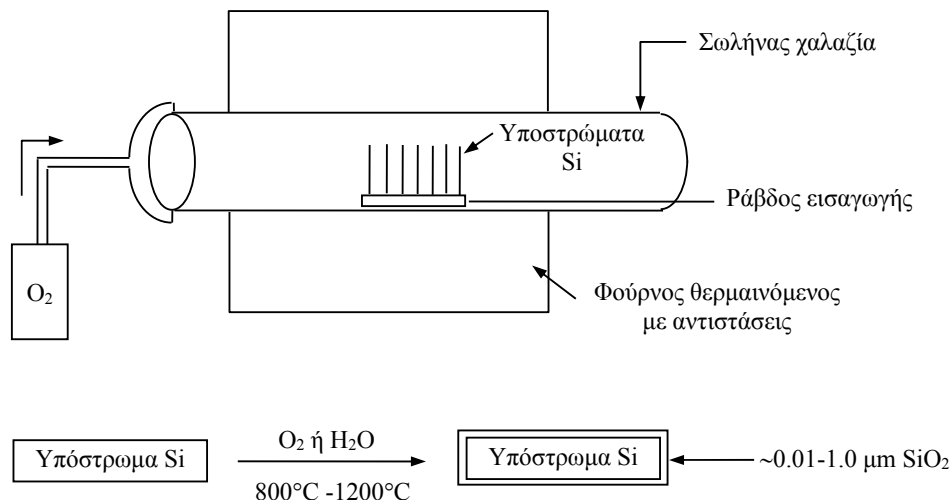 Σωλήνας χαλαζία
Υποστρώματα
Si
Ράβδος εισαγωγής
O₂
Φούρνος θερμαινόμενος
με αντιστάσεις
Υπόστρωμα Si
O₂ ή H₂O
800°C -1200°C
Υπόστρωμα Si
~0.01-1.0 μm SiO₂